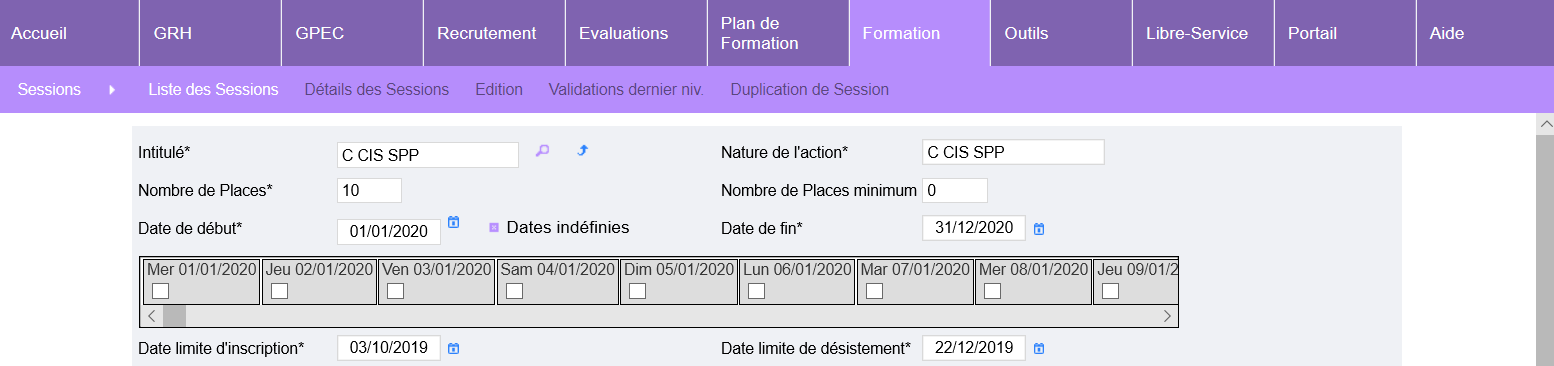 Accueil GRH GPEC Recrutement Evaluations Plan de Formation Formation Outils Libre-Service Portail Aide
Sessions Liste des Sessions Détails des Sessions Edition Validations dernier niv. Duplication de Session
Intitulé* C CIS SPP Nature de l'action* C CIS SPP
Nombre de Places* 10 Nombre de Places minimum 0
Date de début* 01/01/2020 Dates indéfinies Date de fin* 31/12/2020
Mer 01/01/2020 Jeu 02/01/2020 Ven 03/01/2020 Sam 04/01/2020 Dim 05/01/2020 Lun 06/01/2020 Mar 07/01/2020 Mer 08/01/2020 Jeu 09/01/2
Date limite d'inscription* 03/10/2019 Date limite de désistement* 22/12/2019